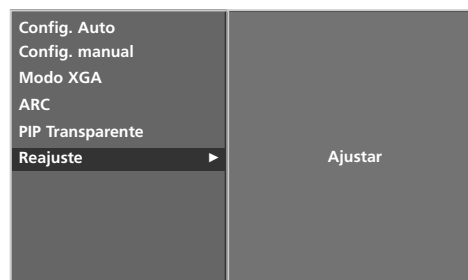 Config. Auto
Config. manual
Modo XGA
ARC
PIP Transparente
Reajuste ►
Ajustar